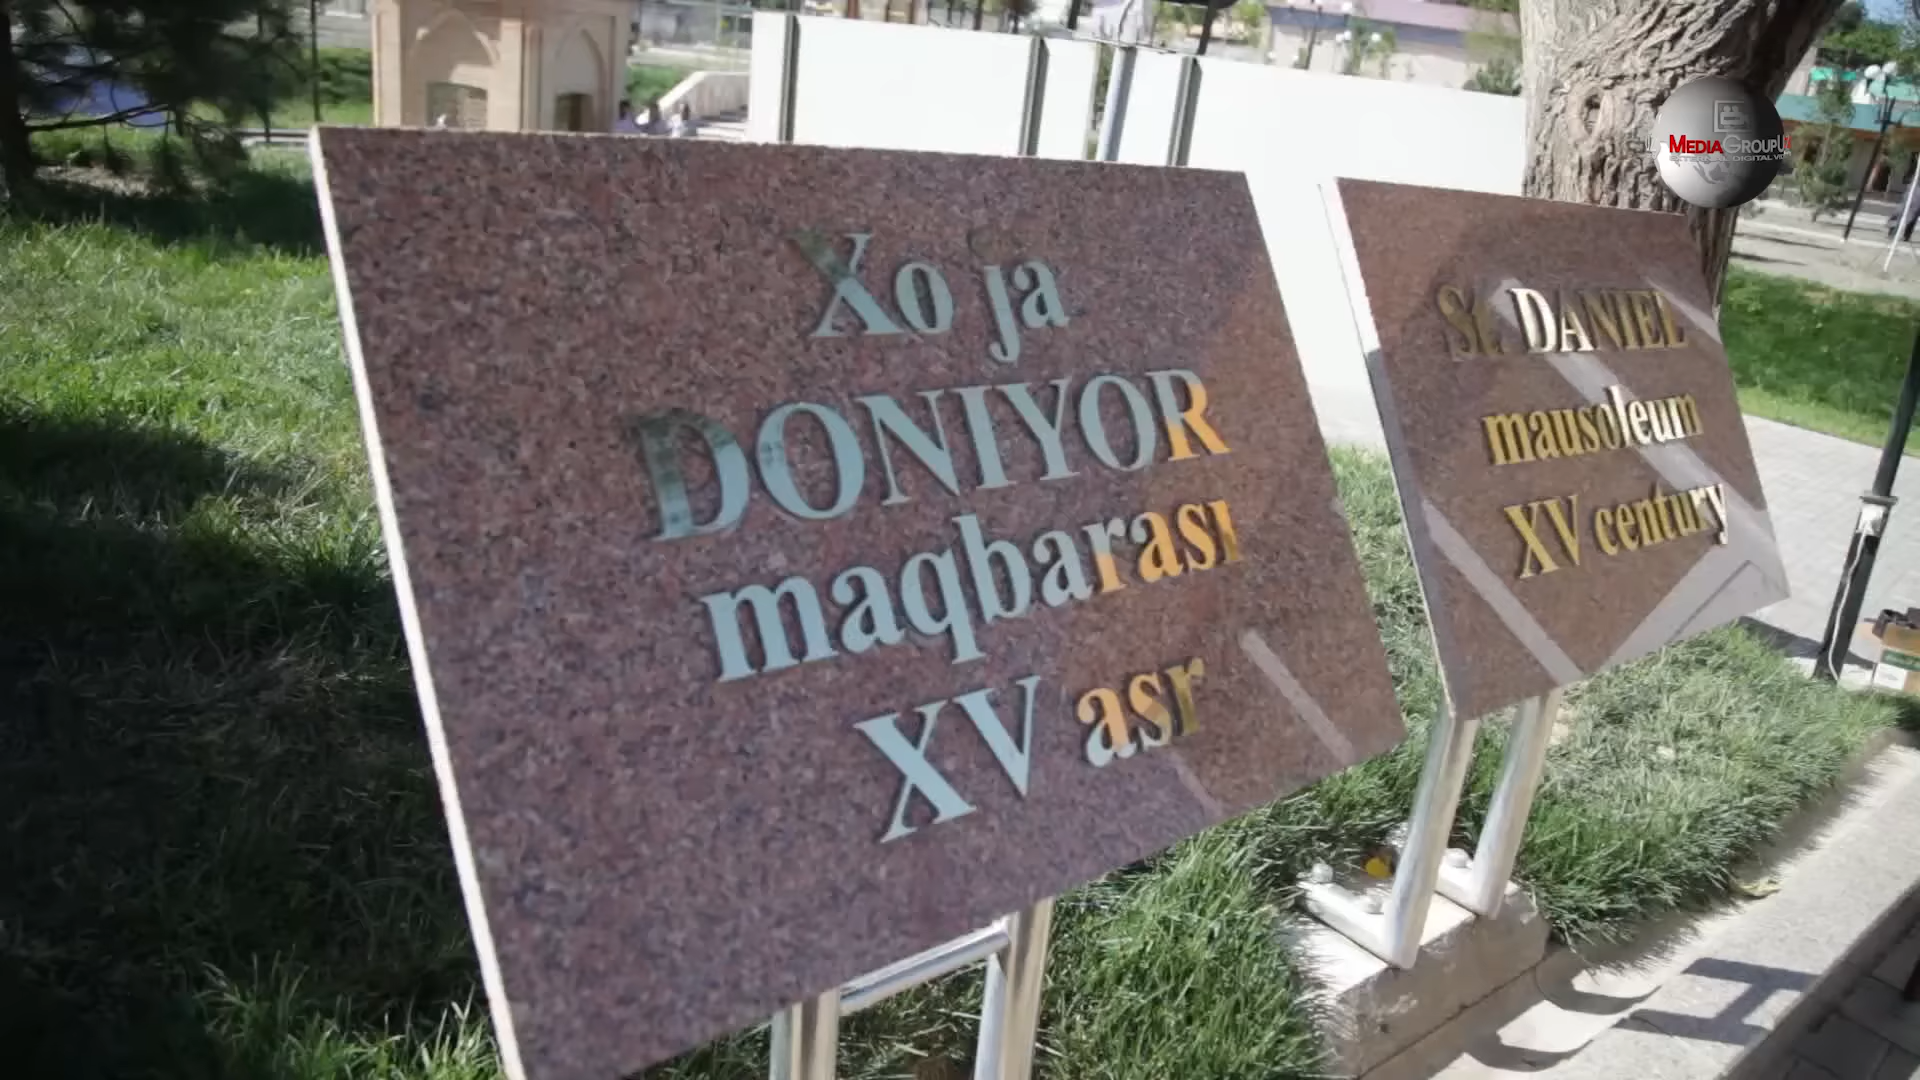 Xo ja
DONIYOR
maqbarası
XV asr
St. DANIEL
mausoleum
XV century
MEDIAGROUPUZ